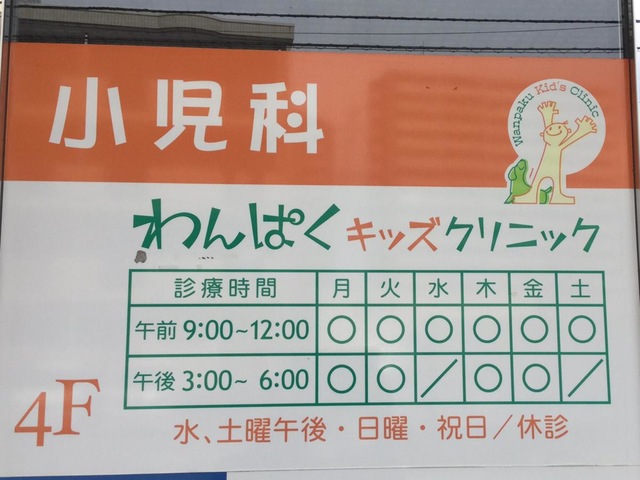 小児科
Wanpaku Kid's Clinic
わんぱくキッズクリニック
診療時間 月 火 水 木 金 土
午前 9:00~12:00 ○ ○ ○ ○ ○ ○
午後 3:00~ 6:00 ○ ○ ／ ○ ○ ／
4F
水、土曜午後・日曜・祝日／休診